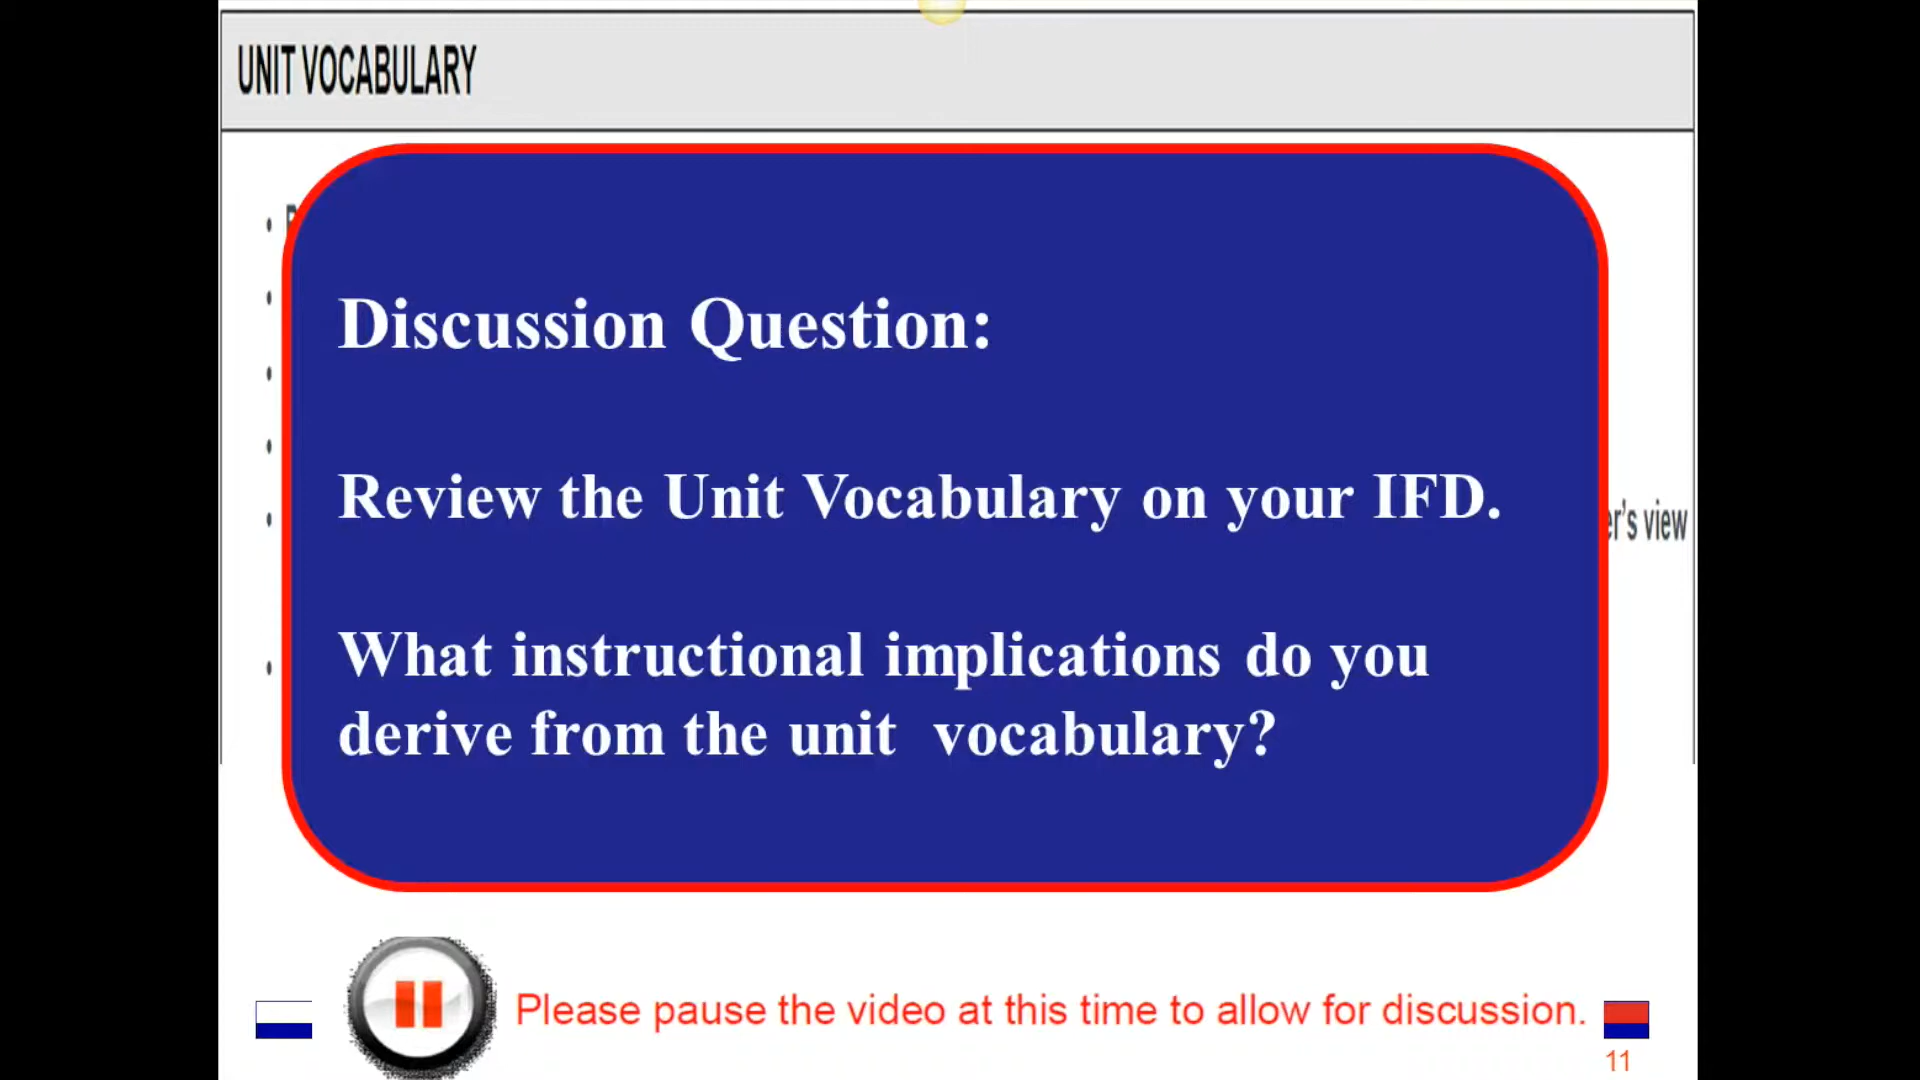 UNIT VOCABULARY
Discussion Question:
Review the Unit Vocabulary on your IFD.
view
What instructional implications do you
derive from the unit vocabulary?
Please pause the video at this time to allow for discussion.
11